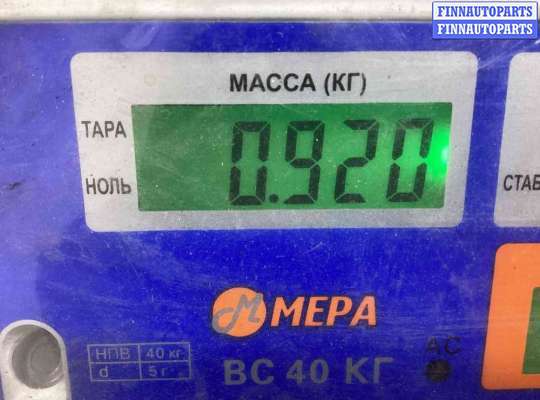 FINNAUTOPARTS
FINNAUTOPARTS
МАССА (КГ)
ТАРА
0.920
НОЛЬ
СТАБ
МЕРА
НПВ 40 кг
d 5 г
ВС 40 КГ
AC